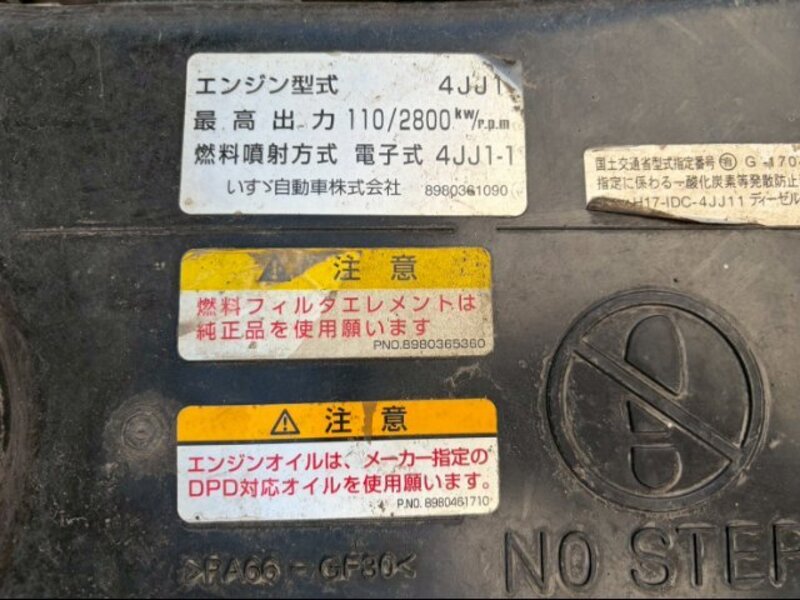 エンジン型式 4JJ1
最高出力 110/2800 kw/r.p.m
燃料噴射方式 電子式 4JJ1-1
いすゞ自動車株式会社 8980361090
国土交通省型式指定番号 G-170
指定に係わる一酸化炭素等発散防止
H17-IDC-4JJ11 ディーゼル
注意
燃料フィルタエレメントは
純正品を使用願います
PNO.8980365360
注意
エンジンオイルは、メーカー指定の
DPD対応オイルを使用願います。
P.NO. 8980461710
NO STEP
>PA66-GF30<